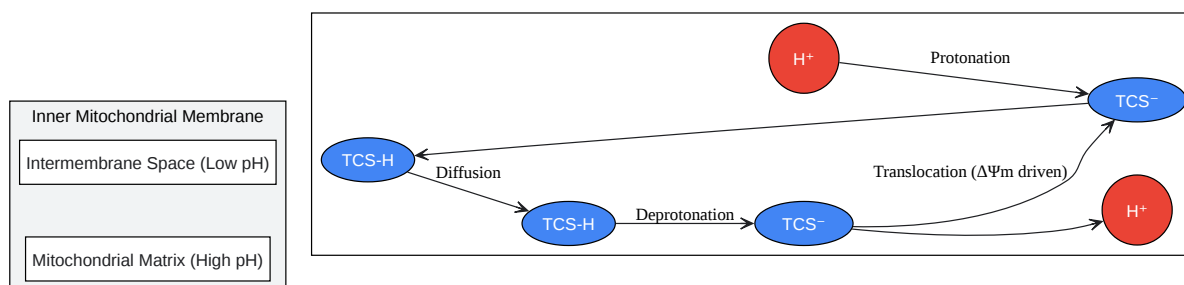 Inner Mitochondrial Membrane
Intermembrane Space (Low pH)
Mitochondrial Matrix (High pH)
H⁺
Protonation
TCS⁻
TCS-H
Diffusion
Translocation (ΔΨm driven)
TCS-H
Deprotonation
TCS⁻
H⁺